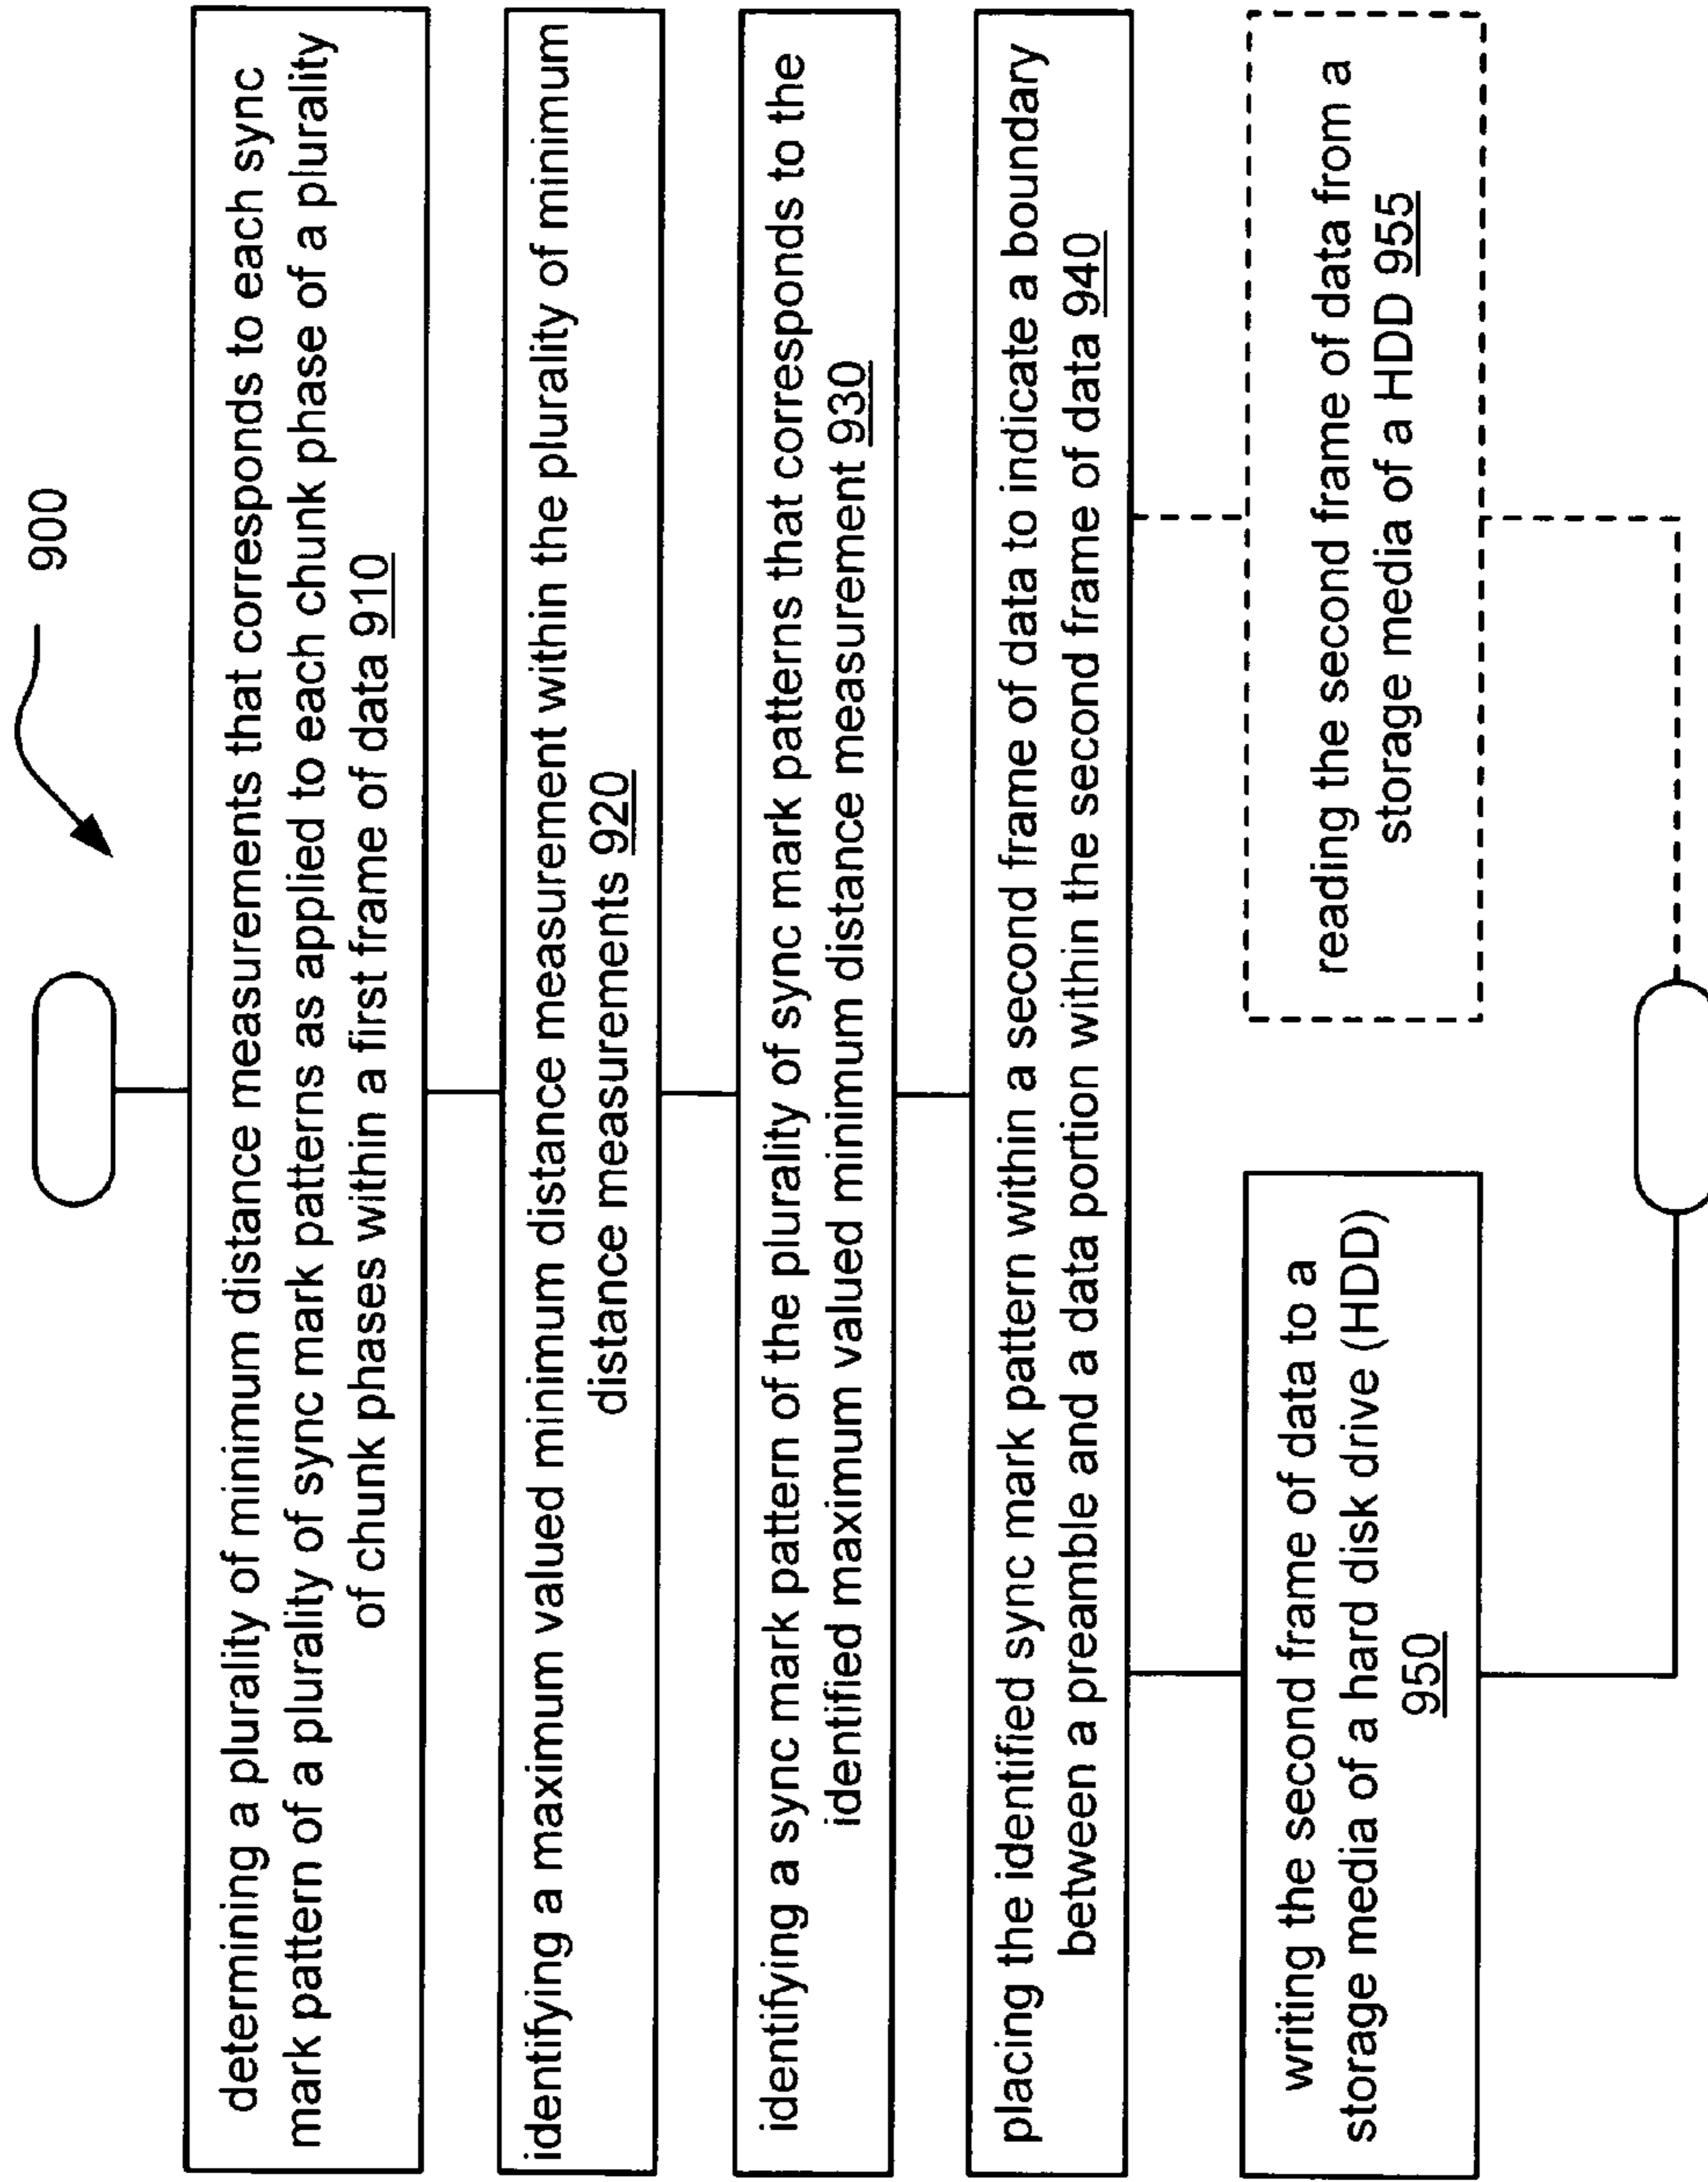 900
determining a plurality of minimum distance measurements that corresponds to each sync
mark pattern of a plurality of sync mark patterns as applied to each chunk phase of a plurality
of chunk phases within a first frame of data 910
identifying a maximum valued minimum distance measurement within the plurality of minimum
distance measurements 920
identifying a sync mark pattern of the plurality of sync mark patterns that corresponds to the
identified maximum valued minimum distance measurement 930
placing the identified sync mark pattern within a second frame of data to indicate a boundary
between a preamble and a data portion within the second frame of data 940
writing the second frame of data to a
storage media of a hard disk drive (HDD)
950
reading the second frame of data from a
storage media of a HDD 955